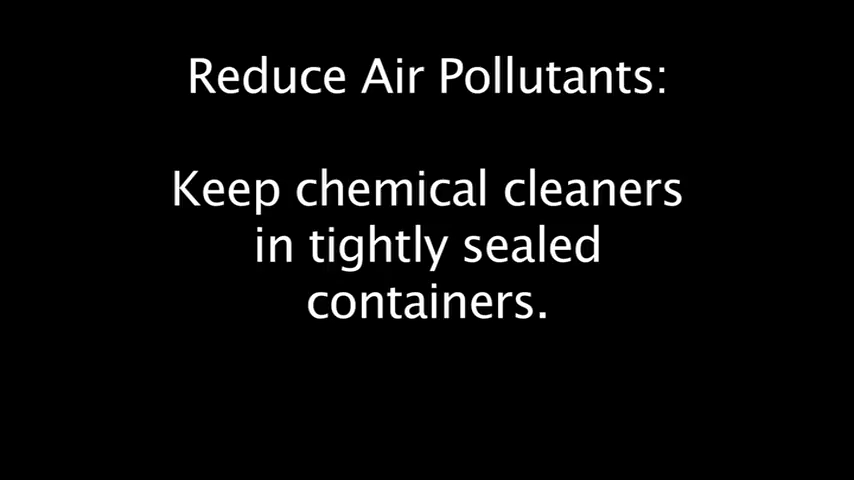 Reduce Air Pollutants:
Keep chemical cleaners
in tightly sealed
containers.